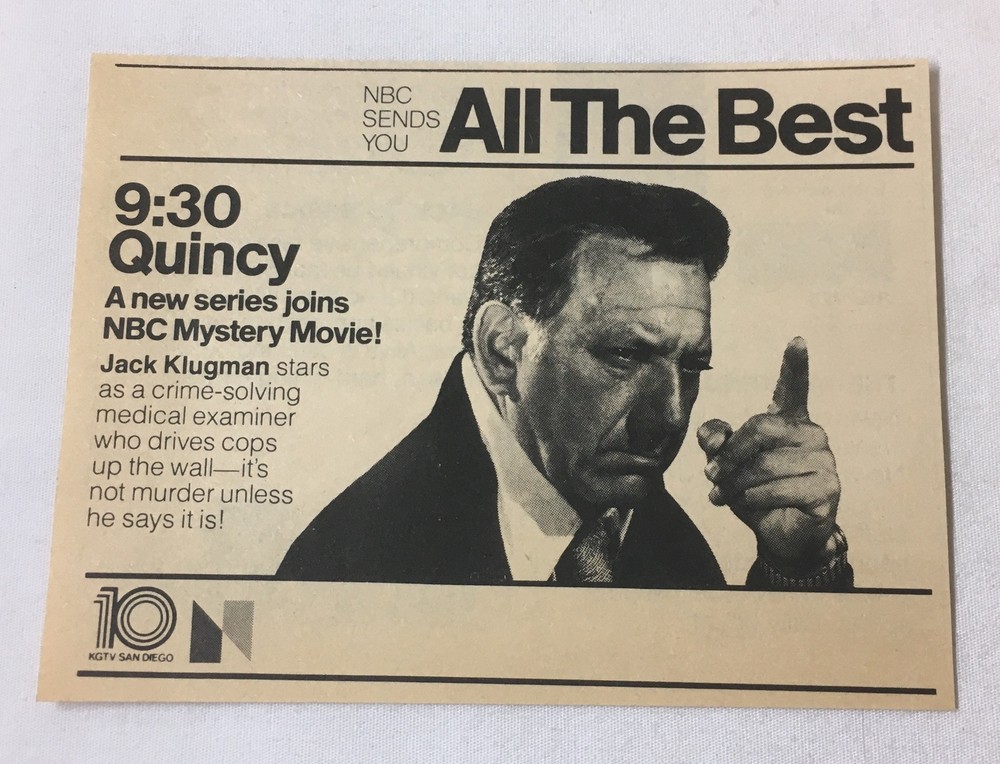 NBC
SENDS
YOU
All The Best
9:30
Quincy
A new series joins
NBC Mystery Movie!
Jack Klugman stars
as a crime-solving
medical examiner
who drives cops
up the wall—it's
not murder unless
he says it is!
10
KGTV SAN DIEGO
N